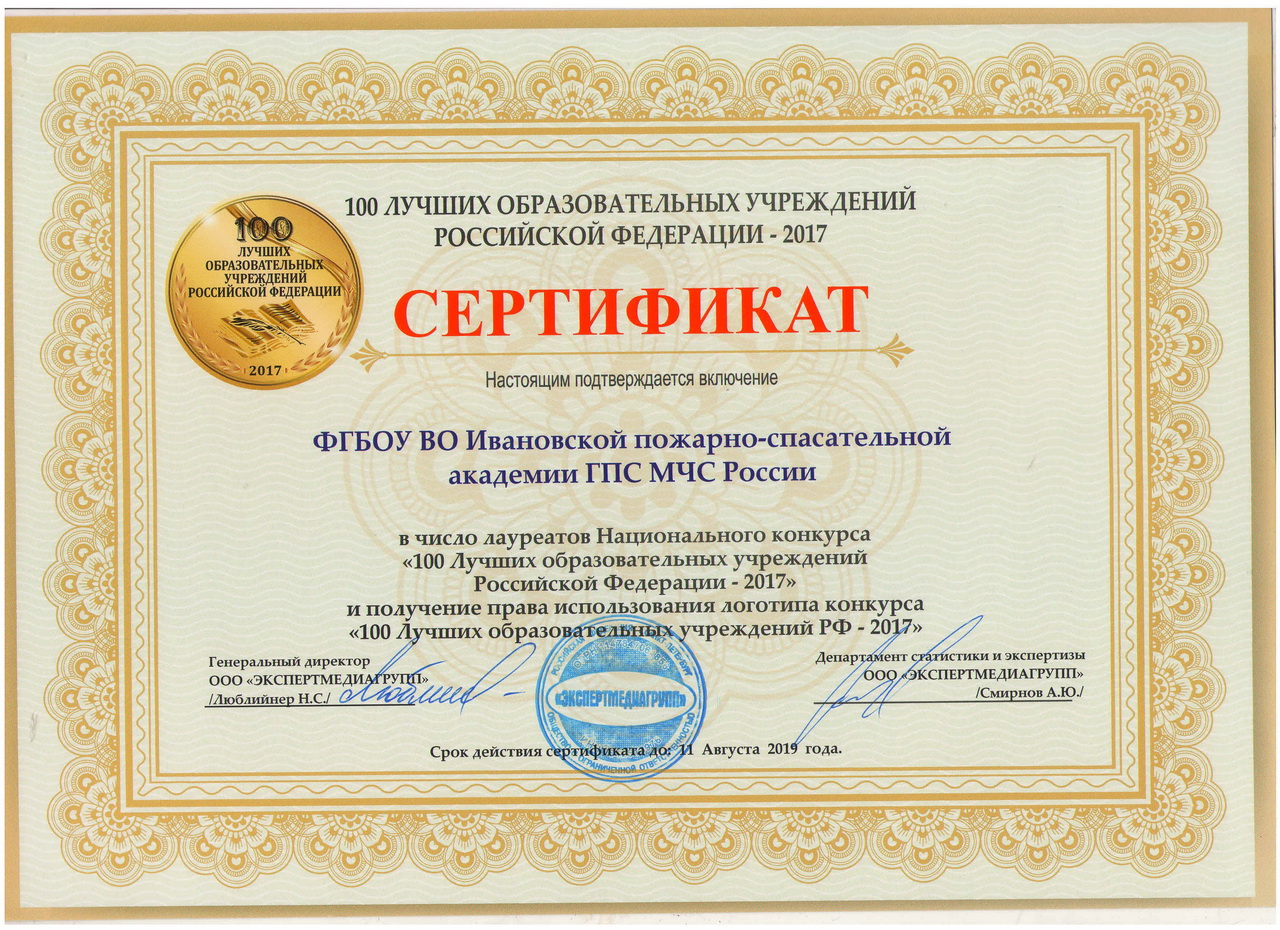 100 ЛУЧШИХ ОБРАЗОВАТЕЛЬНЫХ УЧРЕЖДЕНИЙ
РОССИЙСКОЙ ФЕДЕРАЦИИ - 2017
100
ЛУЧШИХ
ОБРАЗОВАТЕЛЬНЫХ
УЧРЕЖДЕНИЙ
РОССИЙСКОЙ ФЕДЕРАЦИИ
2017
СЕРТИФИКАТ
Настоящим подтверждается включение
ФГБОУ ВО Ивановской пожарно-спасательной
академии ГПС МЧС России
в число лауреатов Национального конкурса
«100 Лучших образовательных учреждений
Российской Федерации - 2017»
и получение права использования логотипа конкурса
«100 Лучших образовательных учреждений РФ - 2017»
Генеральный директор
ООО «ЭКСПЕРТМЕДИАГРУПП»
/Люблийнер Н.С./
Департамент статистики и экспертизы
ООО «ЭКСПЕРТМЕДИАГРУПП»
/Смирнов А.Ю./
«ЭКСПЕРТМЕДИАГРУПП»
ОБЩЕСТВО С ОГРАНИЧЕННОЙ ОТВЕТСТВЕННОСТЬЮ
Срок действия сертификата до: 11 Августа 2019 года.